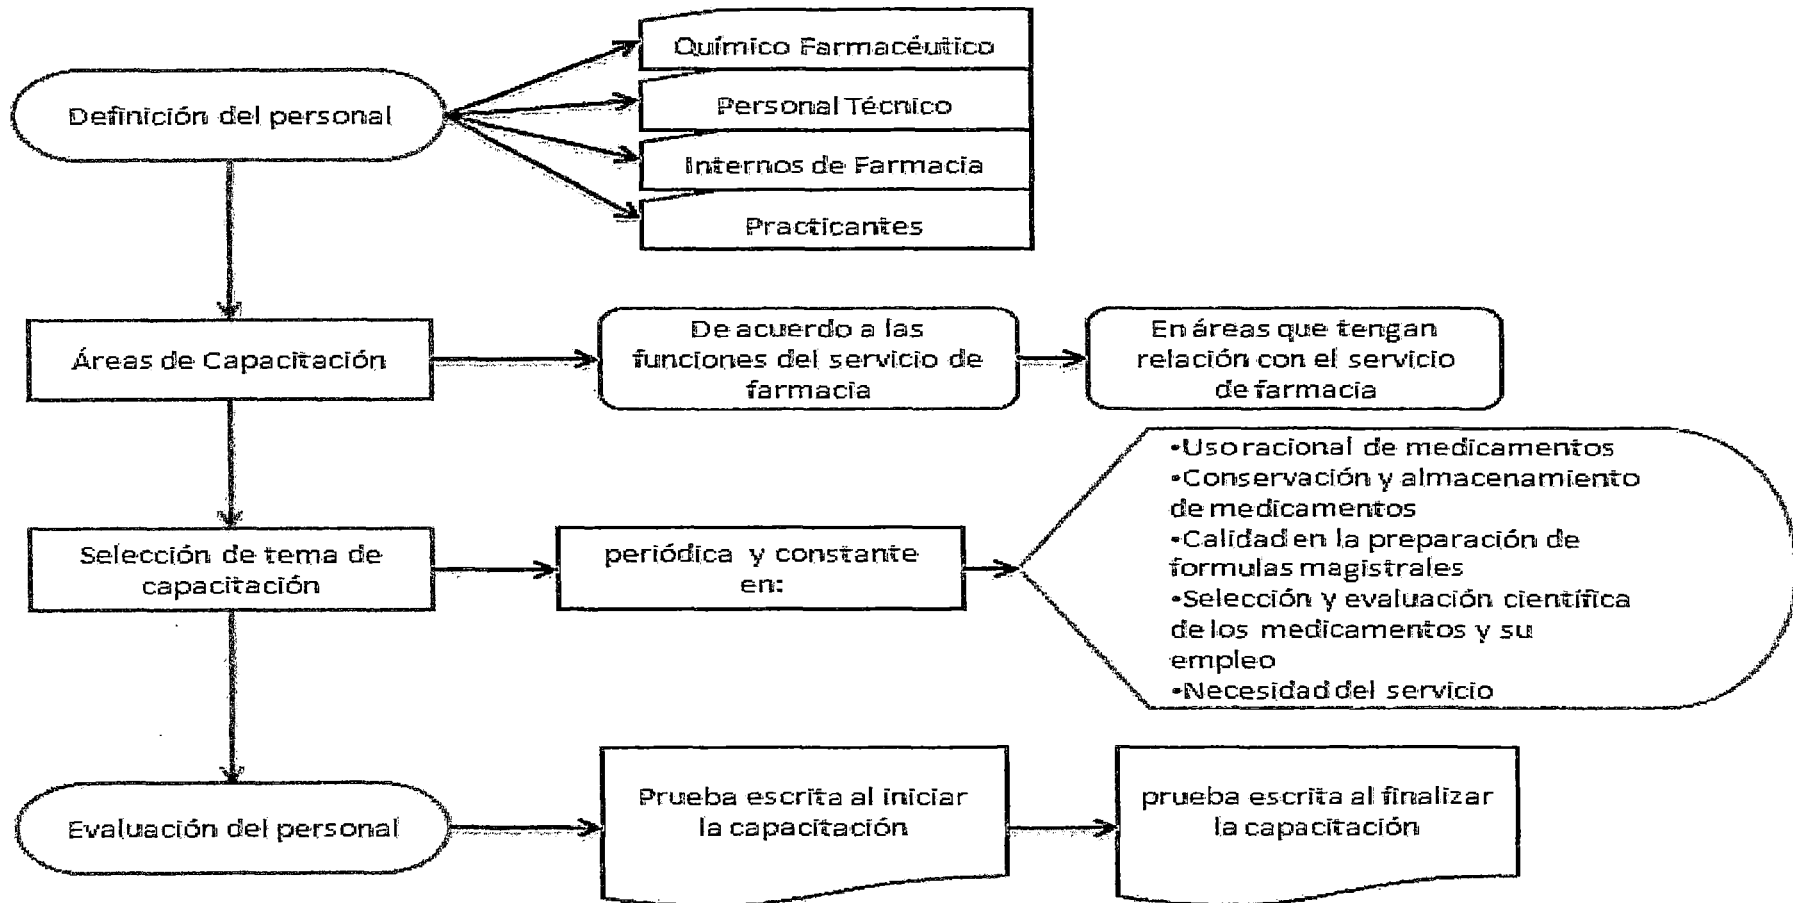 Definición del personal
Químico Farmacéutico
Personal Técnico
Internos de Farmacia
Practicantes
Áreas de Capacitación
De acuerdo a las
funciones del servicio de
farmacia
En áreas que tengan
relación con el servicio
de farmacia
Selección de tema de
capacitación
periódica y constante
en:
•Uso racional de medicamentos
•Conservación y almacenamiento
de medicamentos
•Calidad en la preparación de
formulas magistrales
•Selección y evaluación científica
de los medicamentos y su
empleo
•Necesidad del servicio
Evaluación del personal
Prueba escrita al iniciar
la capacitación
prueba escrita al finalizar
la capacitación